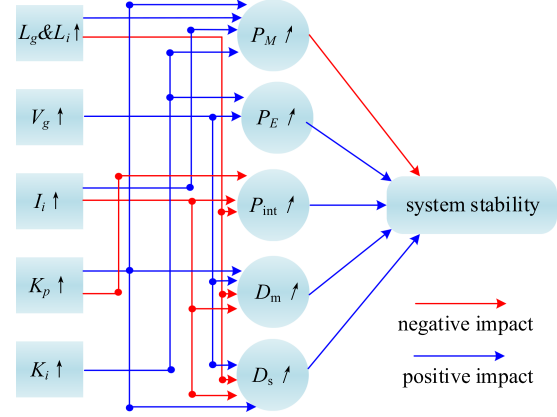 L_g&L_i ↑
V_g ↑
I_i ↑
K_p ↑
K_i ↑
P_M ↗
P_E ↗
P_int ↗
D_m ↗
D_s ↗
system stability
negative impact
positive impact